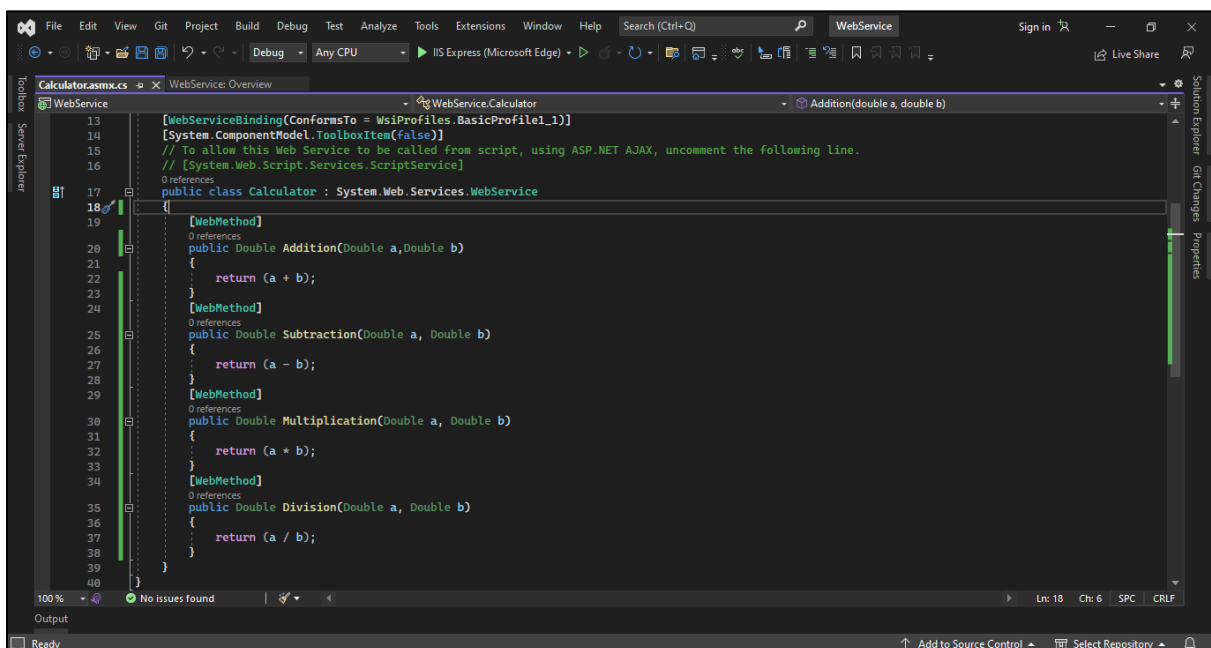 File Edit View Git Project Build Debug Test Analyze Tools Extensions Window Help Search (Ctrl+Q) WebService Sign in
Debug Any CPU IIS Express (Microsoft Edge) Live Share
Calculator.asmx.cs WebService: Overview
WebService WebService.Calculator Addition(double a, double b)
Toolbox
Server Explorer
13 [WebServiceBinding(ConformsTo = WsiProfiles.BasicProfile1_1)]
14 [System.ComponentModel.ToolboxItem(false)]
15 // To allow this Web Service to be called from script, using ASP.NET AJAX, uncomment the following line.
16 // [System.Web.Script.Services.ScriptService]
0 references
17 public class Calculator : System.Web.Services.WebService
18 {
19 [WebMethod]
0 references
20 public Double Addition(Double a,Double b)
21 {
22 return (a + b);
23 }
24 [WebMethod]
0 references
25 public Double Subtraction(Double a, Double b)
26 {
27 return (a - b);
28 }
29 [WebMethod]
0 references
30 public Double Multiplication(Double a, Double b)
31 {
32 return (a * b);
33 }
34 [WebMethod]
0 references
35 public Double Division(Double a, Double b)
36 {
37 return (a / b);
38 }
39 }
40 }
Solution Explorer
Git Changes
Properties
100 % No issues found Ln: 18 Ch: 6 SPC CRLF
Output
Ready Add to Source Control Select Repository